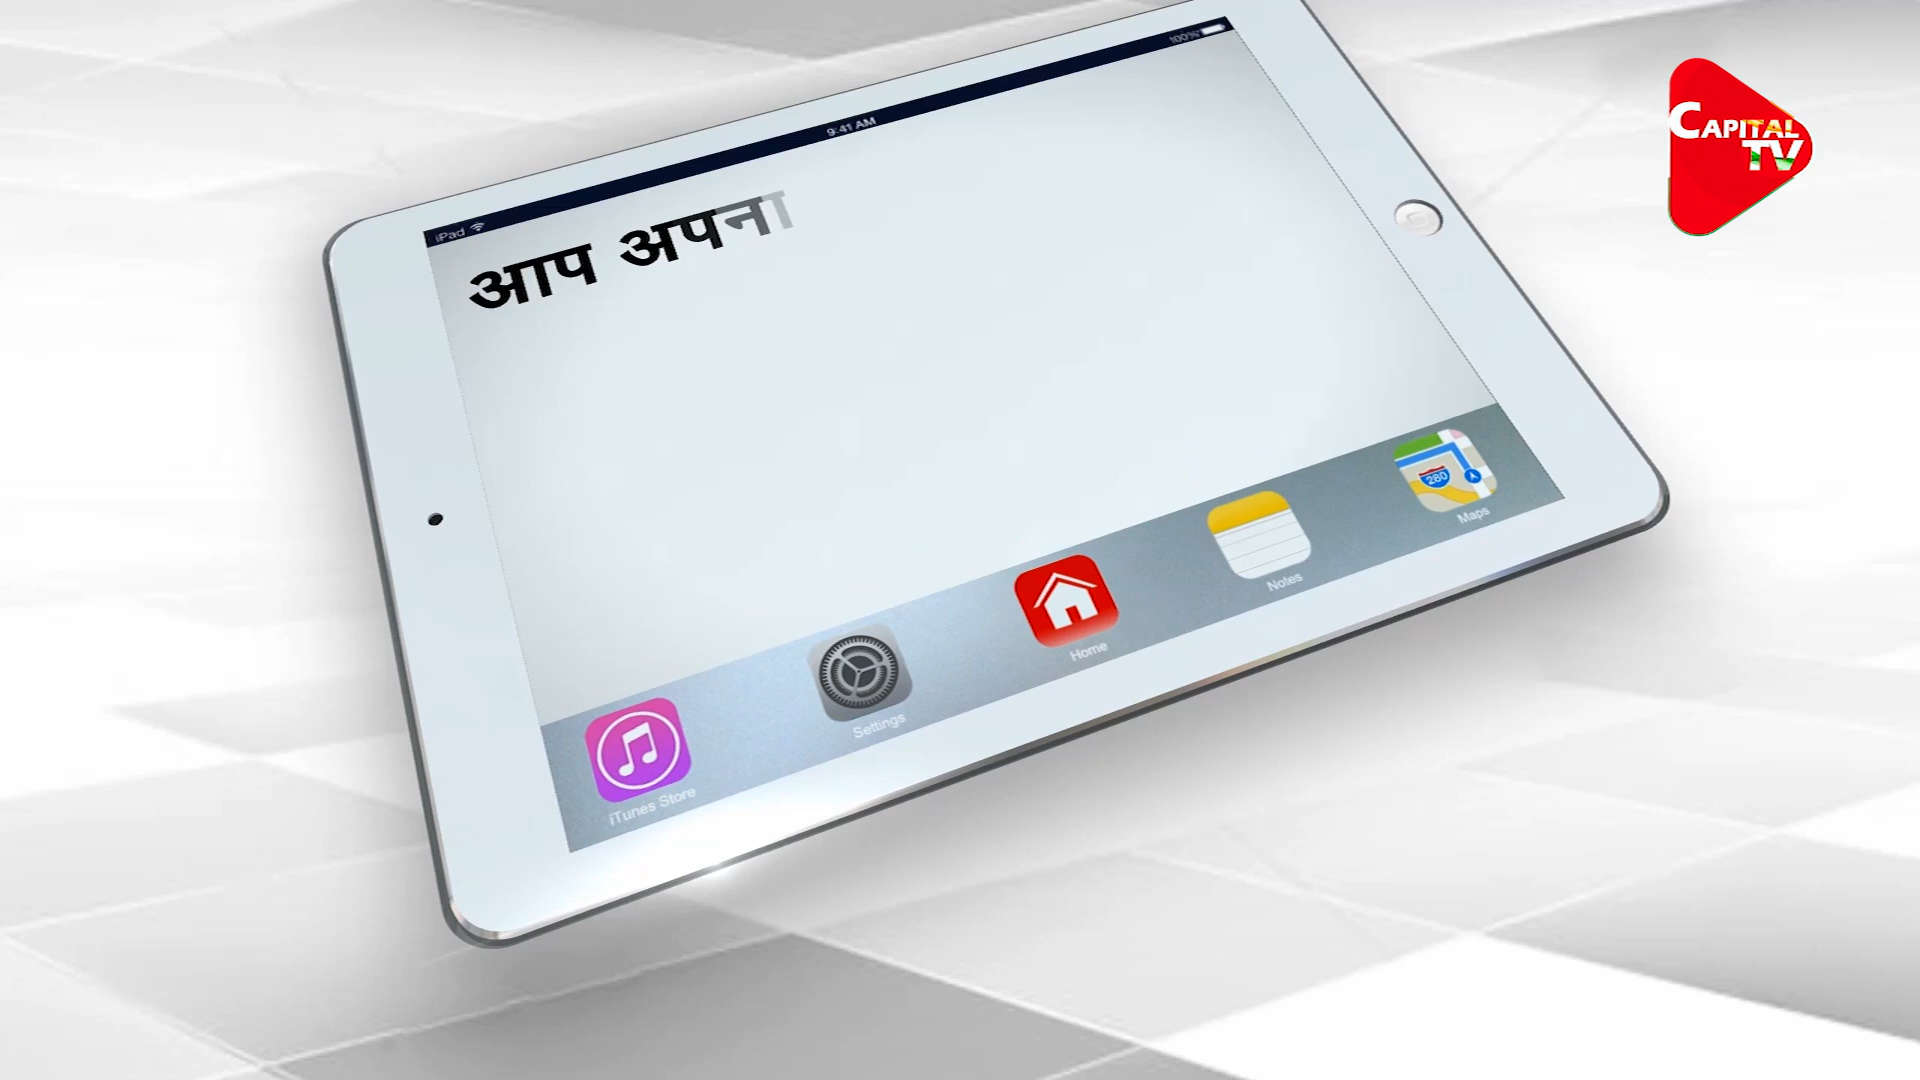 CAPITAL
TV
iPad
9:41 AM
100%
आप अपना
iTunes Store
Settings
Home
Notes
280
Maps